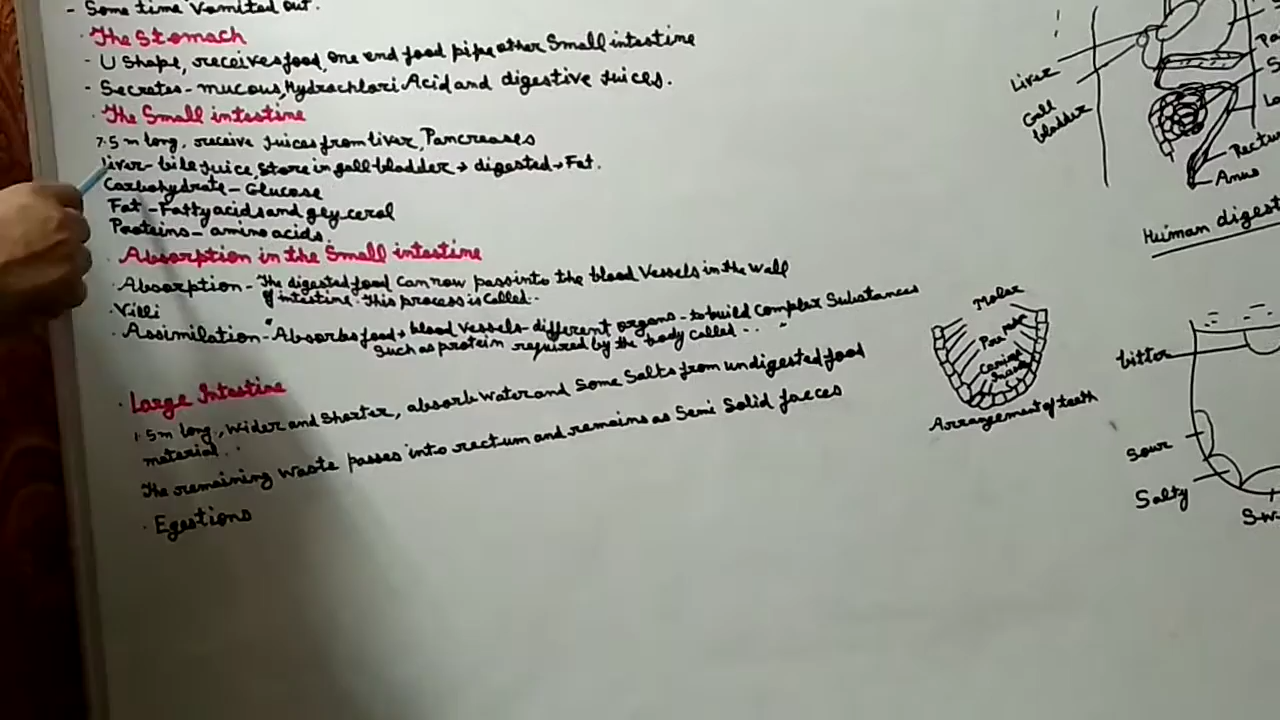 - Some time Vomited out.
· The Stomach
- U Shape, receives food, one end food pipe other Small intestine
- Secretes - mucous, Hydrochlori Acid and digestive Juices.
· The Small intestine
7.5 m long, receive Juices from liver, Pancreases
liver - bile Juice, Store in gall bladder → digested → Fat.
Carbohydrate - Glucose
Fat - Fatty acids and gly ceral
Proteins - amino acids.
· Absorption in the Small intestine
· Absorption - The digested food Can now pass into the blood Vessels in the Wall
of intestine. This process is Called..
· Villi
· Assimilation - "Absorbs food → blood Vessels - different organs - to build Complex Substances
Such as protein required by the body called .. "
· Large Intestine
1.5m long, Wider and Shorter, absorb water and Some Salts from undigested food
material..
The remaining Waste passes into rectum and remains as Semi Solid faeces
· Egestions
Liver
Gall
bladder
Rectu
Anus
Human digest
Molar
Pre molar
Canine
Arrangement of teeth
bitter
Sour
Salty
Sw